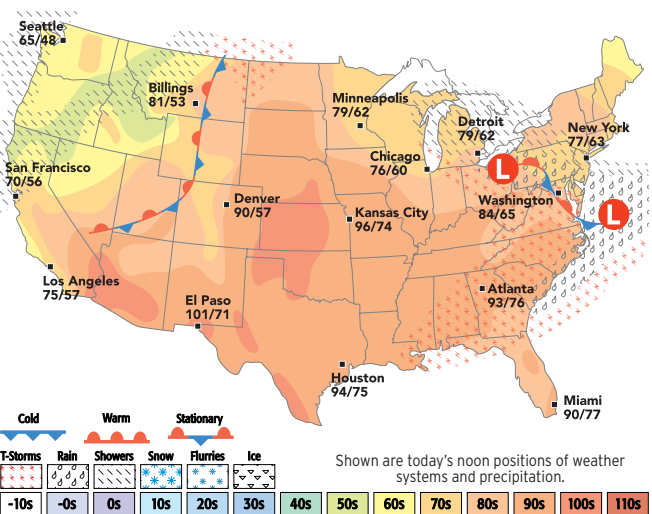 Seattle
65/48
Billings
81/53
Minneapolis
79/62
Detroit
79/62
New York
77/63
Chicago
76/60
San Francisco
70/56
L
Washington
84/65
L
Denver
90/57
Kansas City
96/74
Los Angeles
75/57
Atlanta
93/76
El Paso
101/71
Houston
94/75
Miami
90/77
Cold Warm Stationary
T-Storms Rain Showers Snow Flurries Ice
Shown are today's noon positions of weather
systems and precipitation.
-10s -0s 0s 10s 20s 30s 40s 50s 60s 70s 80s 90s 100s 110s